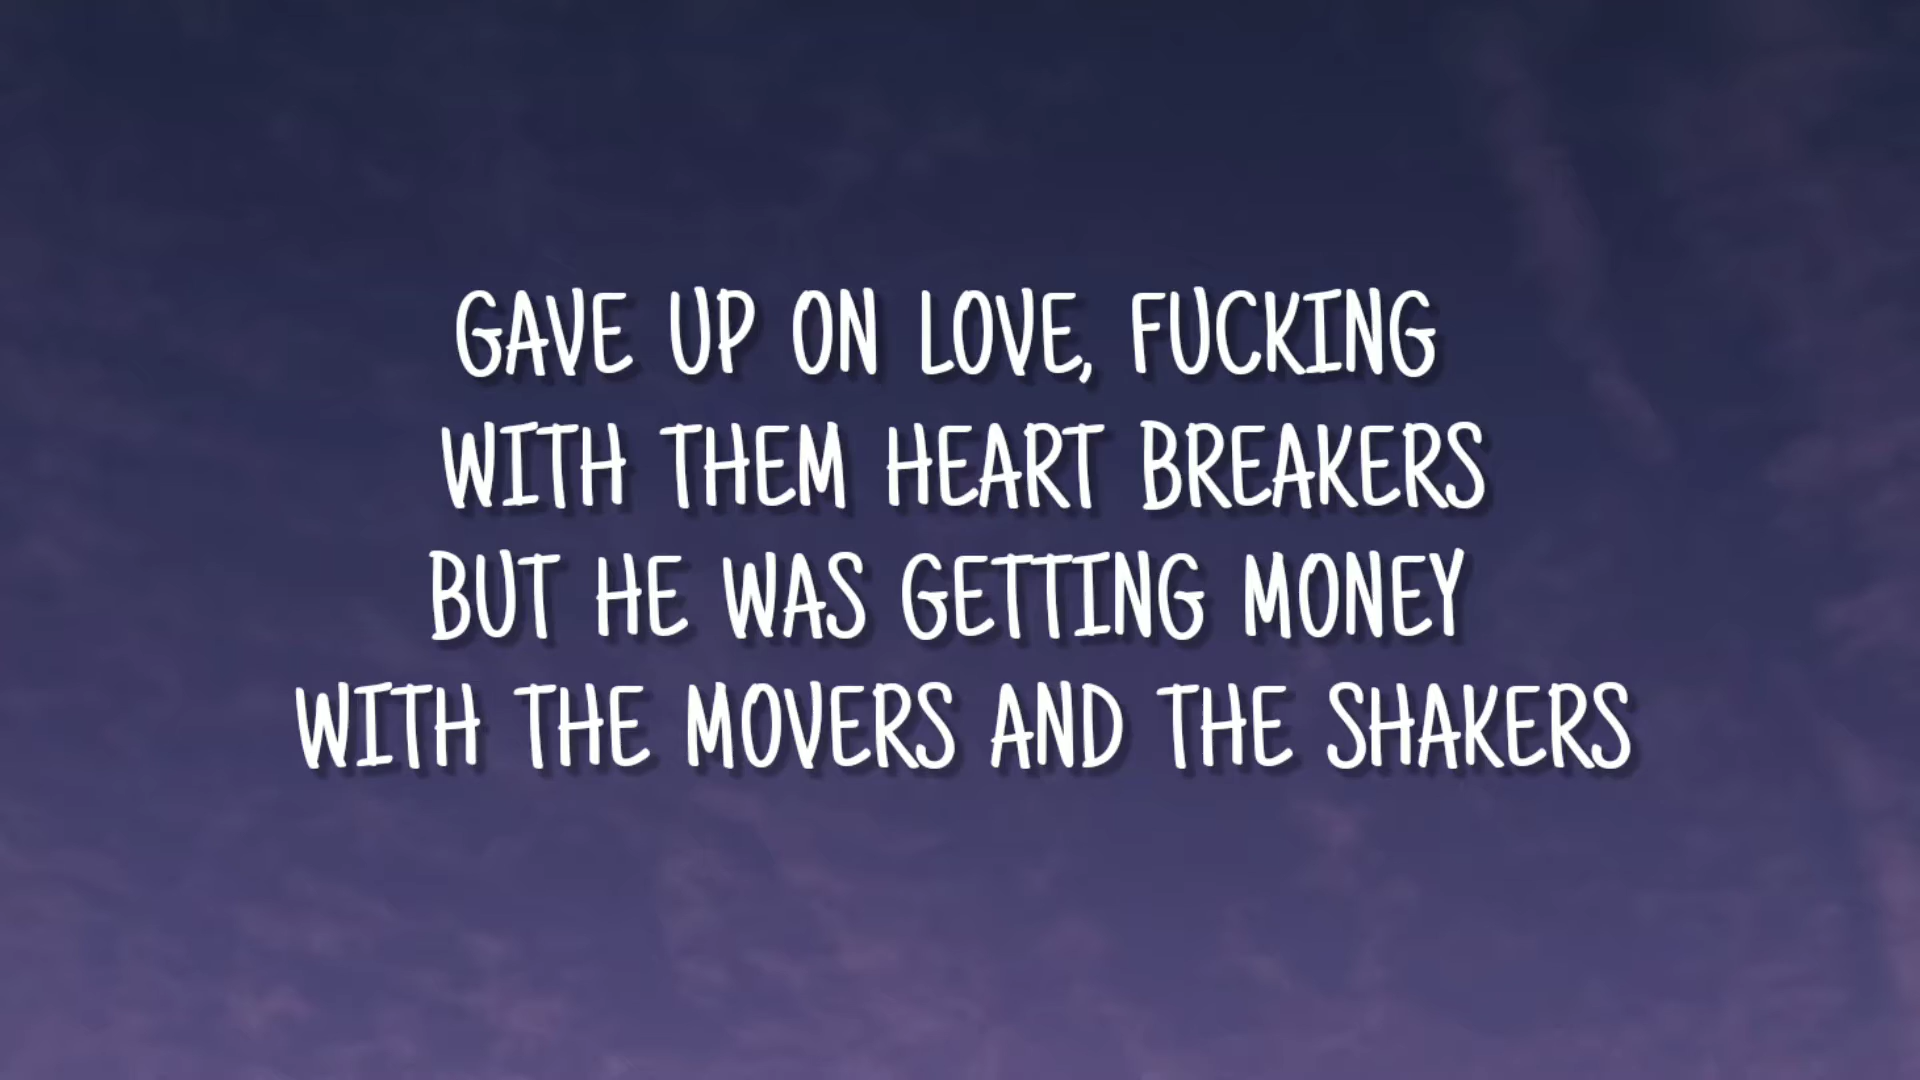 GAVE UP ON LOVE, FUCKING
WITH THEM HEART BREAKERS
BUT HE WAS GETTING MONEY
WITH THE MOVERS AND THE SHAKERS